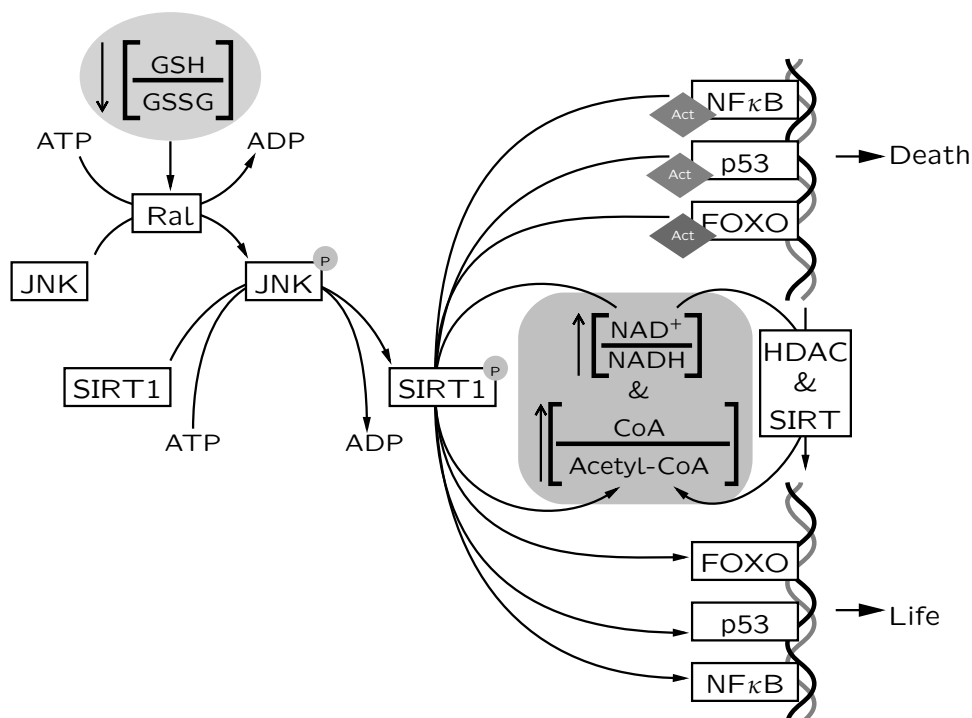 GSH
GSSG
ATP
ADP
Ral
JNK
JNK
P
SIRT1
ATP
ADP
SIRT1
P
NFκB
Act
p53
Act
FOXO
Act
Death
NAD+
NADH
&
CoA
Acetyl-CoA
HDAC
&
SIRT
FOXO
p53
NFκB
Life